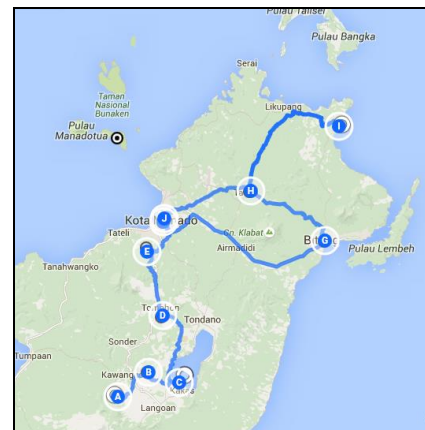 Pulau Talisei
Pulau Bangka
Serai
Taman
Nasional
Bunaken
Likupang
I
Pulau
Manadotua
H
J
Kota
Tateli
E
Gn. Klabat
G
Airmadidi
Pulau Lembeh
Tanahwangko
D
Tondano
Sonder
Tumpaan
Kawang
B
C
A
Langoan